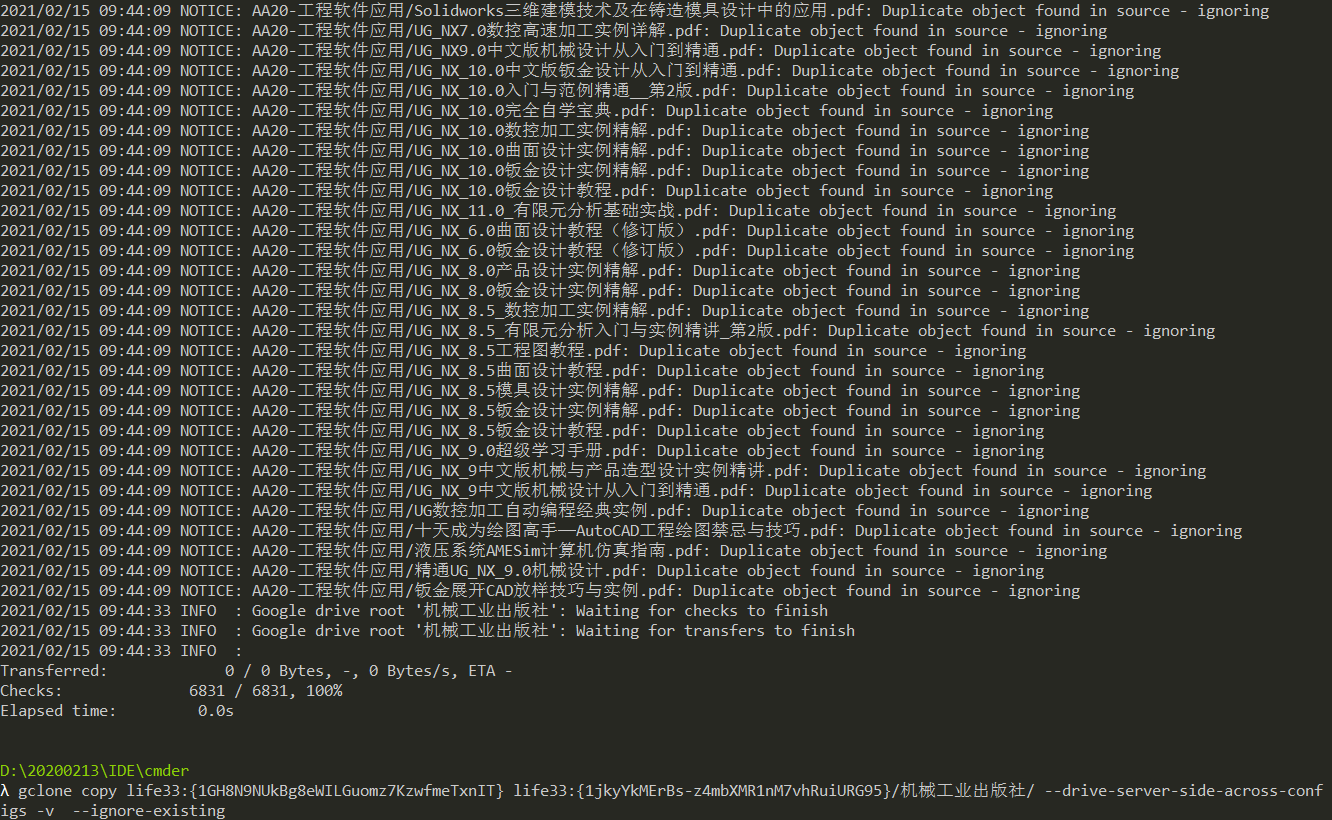 2021/02/15 09:44:09 NOTICE: AA20-工程软件应用/Solidworks三维建模技术及在铸造模具设计中的应用.pdf: Duplicate object found in source - ignoring
2021/02/15 09:44:09 NOTICE: AA20-工程软件应用/UG_NX7.0数控高速加工实例详解.pdf: Duplicate object found in source - ignoring
2021/02/15 09:44:09 NOTICE: AA20-工程软件应用/UG_NX9.0中文版机械设计从入门到精通.pdf: Duplicate object found in source - ignoring
2021/02/15 09:44:09 NOTICE: AA20-工程软件应用/UG_NX_10.0中文版钣金设计从入门到精通.pdf: Duplicate object found in source - ignoring
2021/02/15 09:44:09 NOTICE: AA20-工程软件应用/UG_NX_10.0入门与范例精通__第2版.pdf: Duplicate object found in source - ignoring
2021/02/15 09:44:09 NOTICE: AA20-工程软件应用/UG_NX_10.0完全自学宝典.pdf: Duplicate object found in source - ignoring
2021/02/15 09:44:09 NOTICE: AA20-工程软件应用/UG_NX_10.0数控加工实例精解.pdf: Duplicate object found in source - ignoring
2021/02/15 09:44:09 NOTICE: AA20-工程软件应用/UG_NX_10.0曲面设计实例精解.pdf: Duplicate object found in source - ignoring
2021/02/15 09:44:09 NOTICE: AA20-工程软件应用/UG_NX_10.0钣金设计实例精解.pdf: Duplicate object found in source - ignoring
2021/02/15 09:44:09 NOTICE: AA20-工程软件应用/UG_NX_10.0钣金设计教程.pdf: Duplicate object found in source - ignoring
2021/02/15 09:44:09 NOTICE: AA20-工程软件应用/UG_NX_11.0_有限元分析基础实战.pdf: Duplicate object found in source - ignoring
2021/02/15 09:44:09 NOTICE: AA20-工程软件应用/UG_NX_6.0曲面设计教程（修订版）.pdf: Duplicate object found in source - ignoring
2021/02/15 09:44:09 NOTICE: AA20-工程软件应用/UG_NX_6.0钣金设计教程（修订版）.pdf: Duplicate object found in source - ignoring
2021/02/15 09:44:09 NOTICE: AA20-工程软件应用/UG_NX_8.0产品设计实例精解.pdf: Duplicate object found in source - ignoring
2021/02/15 09:44:09 NOTICE: AA20-工程软件应用/UG_NX_8.0钣金设计实例精解.pdf: Duplicate object found in source - ignoring
2021/02/15 09:44:09 NOTICE: AA20-工程软件应用/UG_NX_8.5_数控加工实例精解.pdf: Duplicate object found in source - ignoring
2021/02/15 09:44:09 NOTICE: AA20-工程软件应用/UG_NX_8.5_有限元分析入门与实例精讲_第2版.pdf: Duplicate object found in source - ignoring
2021/02/15 09:44:09 NOTICE: AA20-工程软件应用/UG_NX_8.5工程图教程.pdf: Duplicate object found in source - ignoring
2021/02/15 09:44:09 NOTICE: AA20-工程软件应用/UG_NX_8.5曲面设计教程.pdf: Duplicate object found in source - ignoring
2021/02/15 09:44:09 NOTICE: AA20-工程软件应用/UG_NX_8.5模具设计实例精解.pdf: Duplicate object found in source - ignoring
2021/02/15 09:44:09 NOTICE: AA20-工程软件应用/UG_NX_8.5钣金设计实例精解.pdf: Duplicate object found in source - ignoring
2021/02/15 09:44:09 NOTICE: AA20-工程软件应用/UG_NX_8.5钣金设计教程.pdf: Duplicate object found in source - ignoring
2021/02/15 09:44:09 NOTICE: AA20-工程软件应用/UG_NX_9.0超级学习手册.pdf: Duplicate object found in source - ignoring
2021/02/15 09:44:09 NOTICE: AA20-工程软件应用/UG_NX_9中文版机械与产品造型设计实例精讲.pdf: Duplicate object found in source - ignoring
2021/02/15 09:44:09 NOTICE: AA20-工程软件应用/UG_NX_9中文版机械设计从入门到精通.pdf: Duplicate object found in source - ignoring
2021/02/15 09:44:09 NOTICE: AA20-工程软件应用/UG数控加工自动编程经典实例.pdf: Duplicate object found in source - ignoring
2021/02/15 09:44:09 NOTICE: AA20-工程软件应用/十天成为绘图高手—AutoCAD工程绘图禁忌与技巧.pdf: Duplicate object found in source - ignoring
2021/02/15 09:44:09 NOTICE: AA20-工程软件应用/液压系统AMESim计算机仿真指南.pdf: Duplicate object found in source - ignoring
2021/02/15 09:44:09 NOTICE: AA20-工程软件应用/精通UG_NX_9.0机械设计.pdf: Duplicate object found in source - ignoring
2021/02/15 09:44:09 NOTICE: AA20-工程软件应用/钣金展开CAD放样技巧与实例.pdf: Duplicate object found in source - ignoring
2021/02/15 09:44:33 INFO  : Google drive root '机械工业出版社': Waiting for checks to finish
2021/02/15 09:44:33 INFO  : Google drive root '机械工业出版社': Waiting for transfers to finish
2021/02/15 09:44:33 INFO  :
Transferred:             0 / 0 Bytes, -, 0 Bytes/s, ETA -
Checks:              6831 / 6831, 100%
Elapsed time:         0.0s
D:\20200213\IDE\cmder
λ gclone copy life33:{1GH8N9NUkBg8eWILGuomz7KzwfmeTxnIT} life33:{1jkyYkMErBs-z4mbXMR1nM7vhRuiURG95}/机械工业出版社/ --drive-server-side-across-conf
igs -v  --ignore-existing